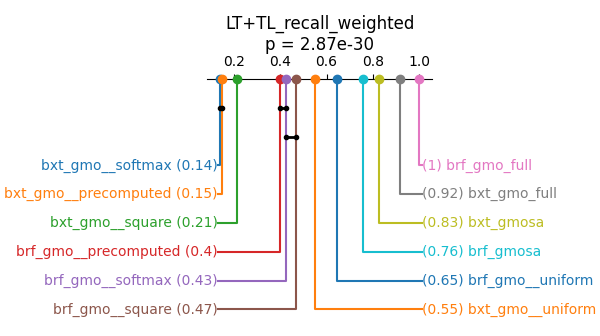 LT+TL_recall_weighted
p = 2.87e-30
0.2 0.4 0.6 0.8 1.0
bxt_gmo__softmax (0.14) (1) brf_gmo_full
bxt_gmo__precomputed (0.15) (0.92) bxt_gmo_full
bxt_gmo__square (0.21) (0.83) bxt_gmosa
brf_gmo__precomputed (0.4) (0.76) brf_gmosa
brf_gmo__softmax (0.43) (0.65) brf_gmo__uniform
brf_gmo__square (0.47) (0.55) bxt_gmo__uniform